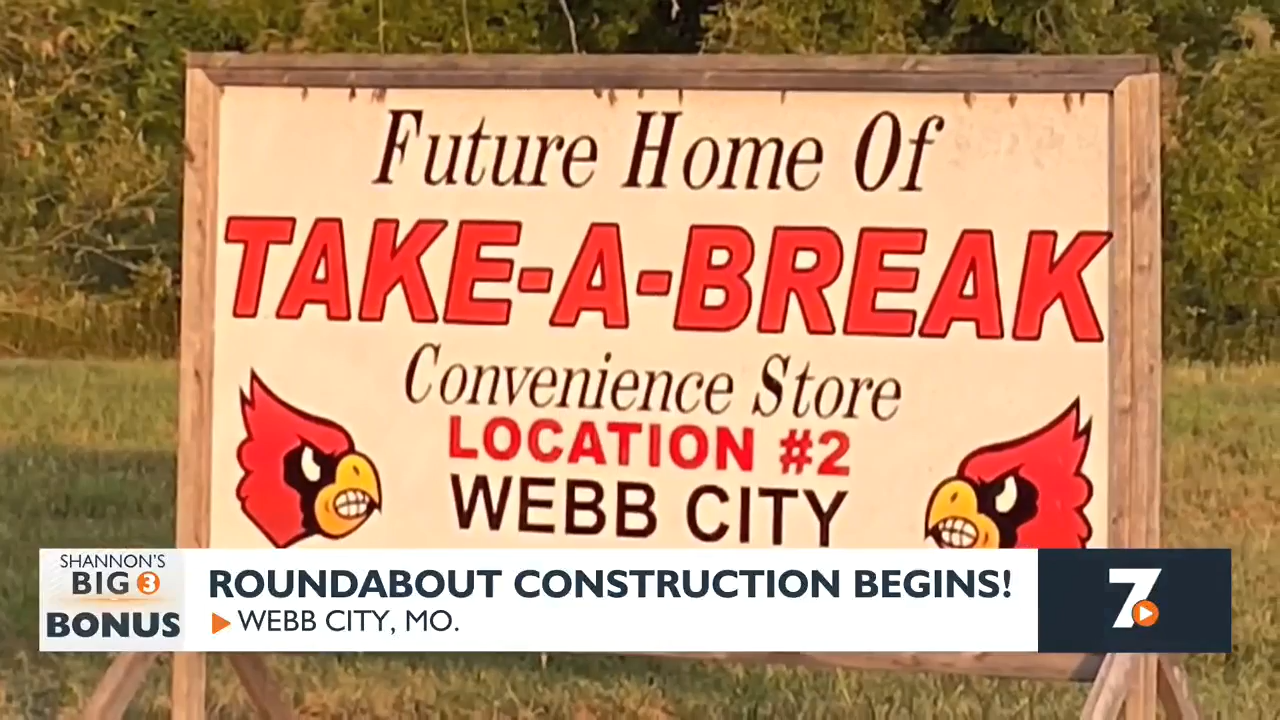 Future Home Of
TAKE-A-BREAK
Convenience Store
LOCATION #2
WEBB CITY
SHANNON'S
BIG 3
BONUS
ROUNDABOUT CONSTRUCTION BEGINS!
WEBB CITY, MO.
7